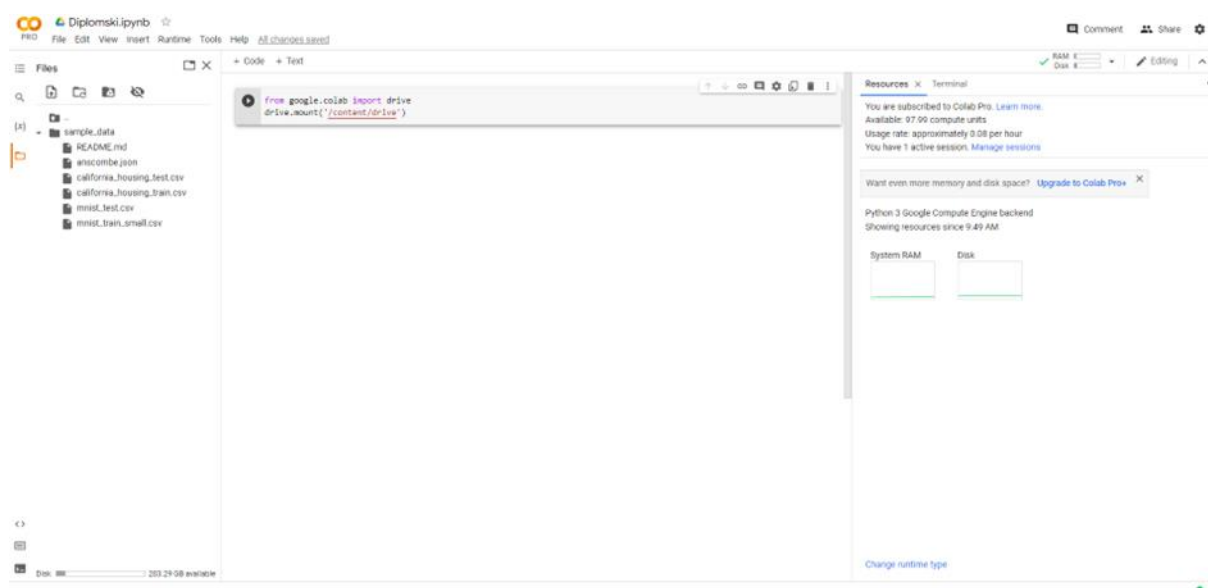 Diplomski.ipynb
PRO
File Edit View Insert Runtime Tools Help All changes saved
Comment Share
Files
+ Code + Text
RAM
Disk
Editing
Resources Terminal
{x}
..
sample_data
README.md
anscombe.json
california_housing_test.csv
california_housing_train.csv
mnist_test.csv
mnist_train_small.csv
from google.colab import drive
drive.mount('/content/drive')
You are subscribed to Colab Pro. Learn more.
Available: 97.99 compute units
Usage rate: approximately 0.08 per hour
You have 1 active session. Manage sessions
Want even more memory and disk space? Upgrade to Colab Pro+
Python 3 Google Compute Engine backend
Showing resources since 9:49 AM
System RAM Disk
Change runtime type
Disk 203.29 GB available